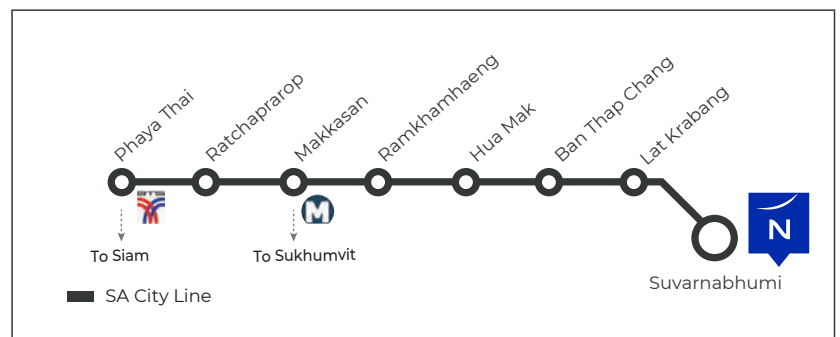 Phaya Thai
Ratchaprarop
Makkasan
Ramkhamhaeng
Hua Mak
Ban Thap Chang
Lat Krabang
M
N
To Siam
To Sukhumvit
Suvarnabhumi
SA City Line